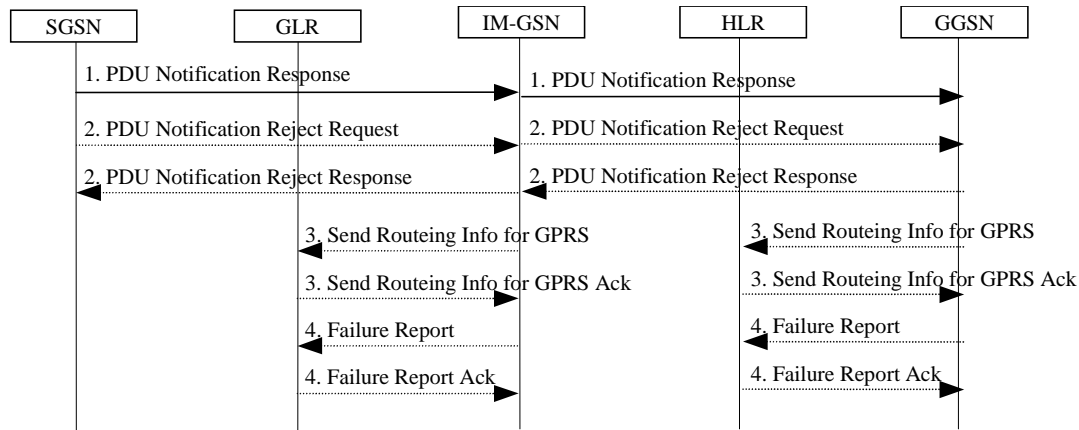 SGSN
GLR
IM-GSN
HLR
GGSN
1. PDU Notification Response
1. PDU Notification Response
2. PDU Notification Reject Request
2. PDU Notification Reject Request
2. PDU Notification Reject Response
2. PDU Notification Reject Response
3. Send Routeing Info for GPRS
3. Send Routeing Info for GPRS
3. Send Routeing Info for GPRS Ack
3. Send Routeing Info for GPRS Ack
4. Failure Report
4. Failure Report
4. Failure Report Ack
4. Failure Report Ack